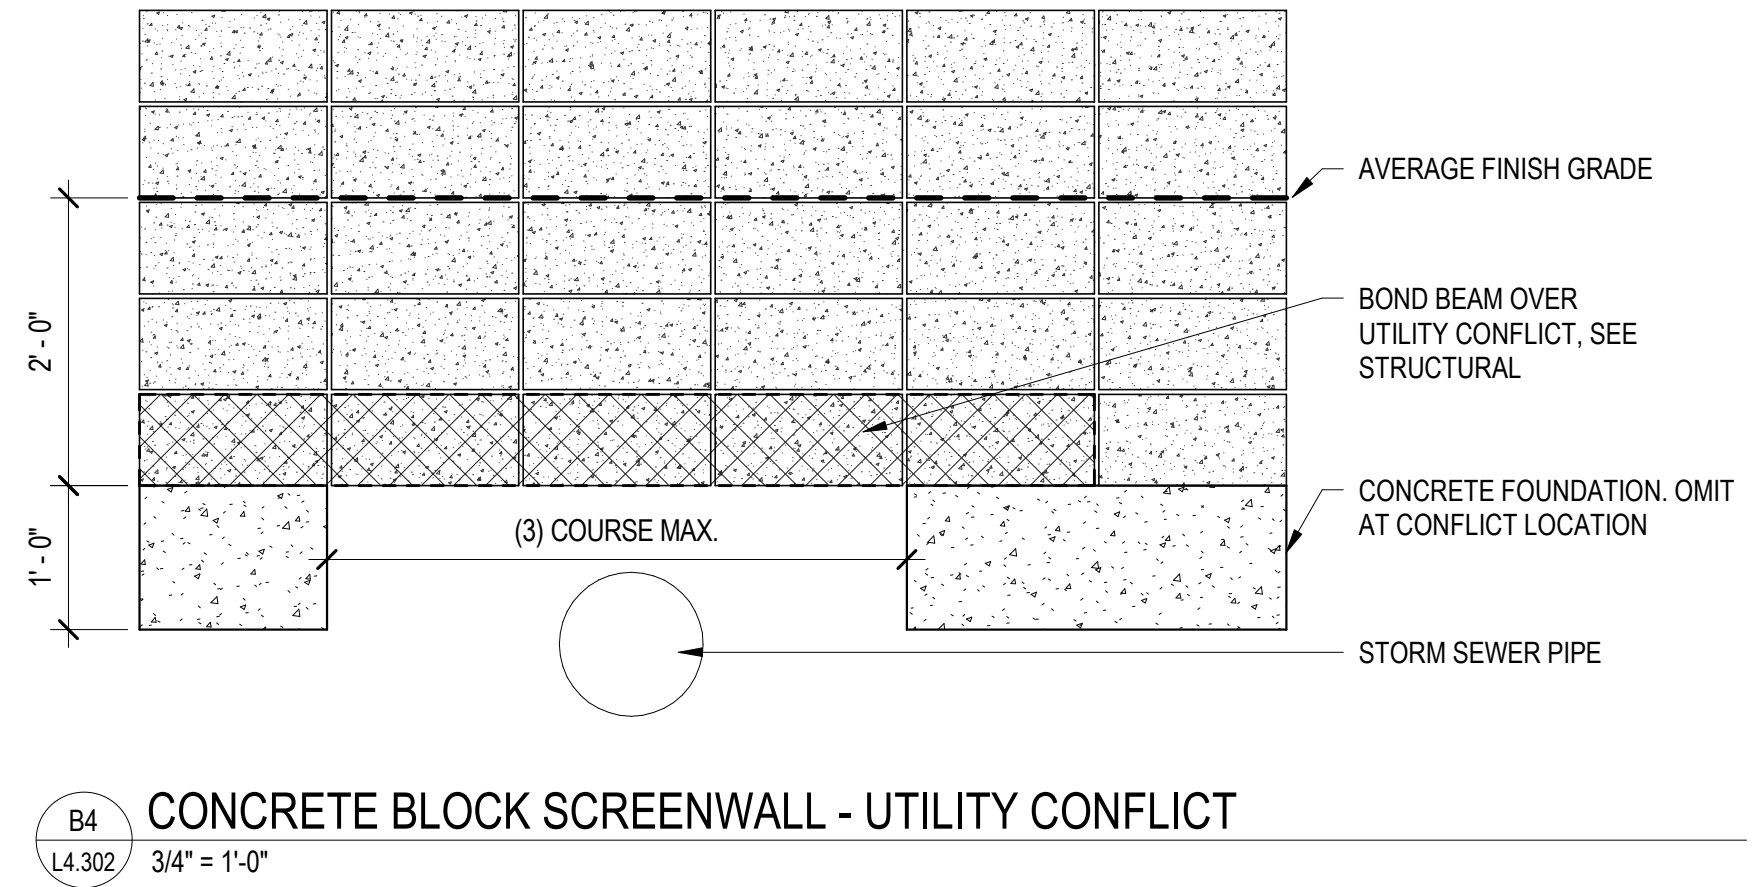 AVERAGE FINISH GRADE
BOND BEAM OVER
UTILITY CONFLICT, SEE
STRUCTURAL
2' - 0"
CONCRETE FOUNDATION. OMIT
AT CONFLICT LOCATION
(3) COURSE MAX.
1' - 0"
STORM SEWER PIPE
B4
CONCRETE BLOCK SCREENWALL - UTILITY CONFLICT
L4.302
3/4" = 1'-0"